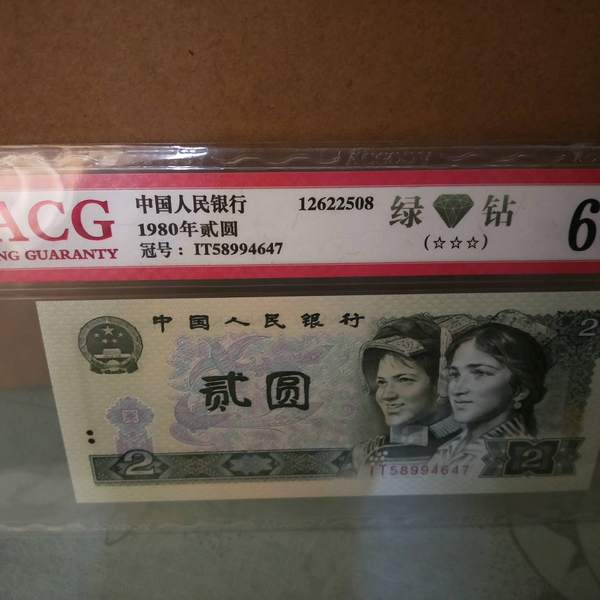 ACG
NG GUARANTY
中国人民银行
1980年贰圆
冠号：IT58994647
12622508
绿 钻
(☆☆☆)
6
中国人民银行
2
贰圆
IT58994647
2
2